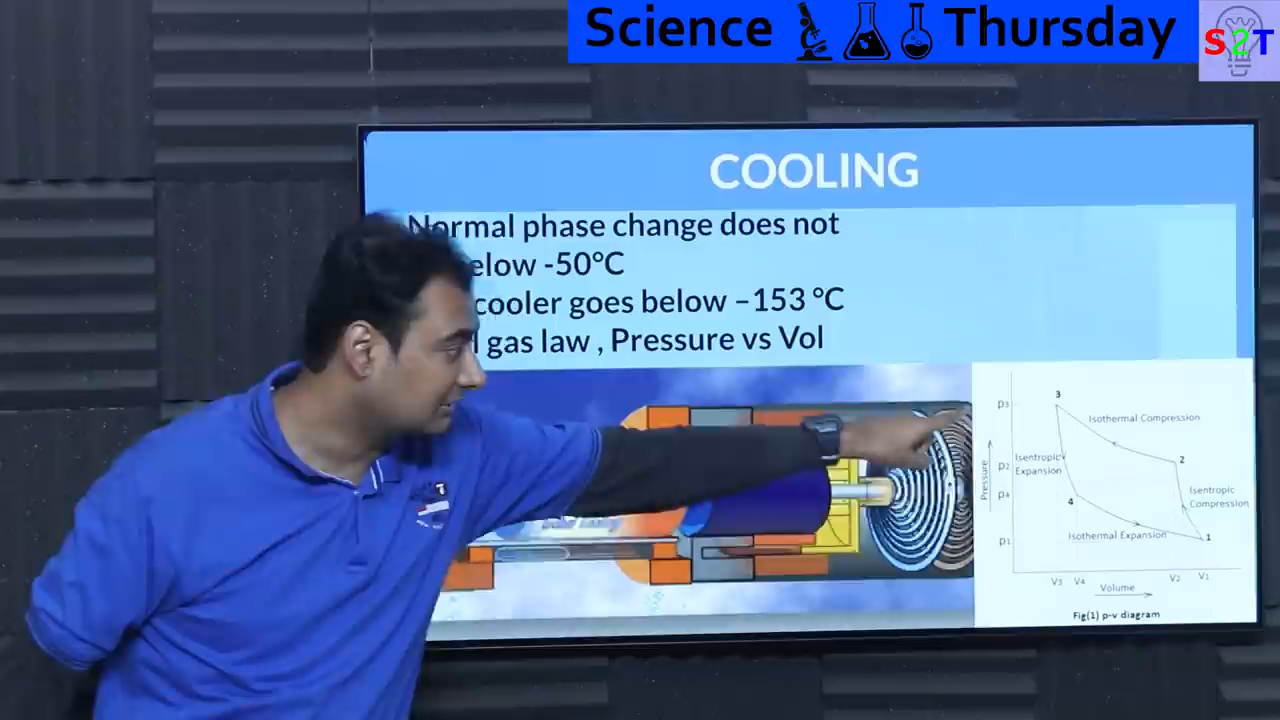 Science Thursday
S2T
COOLING
Normal phase change does not
elow -50°C
cooler goes below –153 °C
gas law , Pressure vs Vol
P3
3
Isothermal Compression
Isentropic
Expansion
P2
2
Pressure
P4
4
Isentropic
Compression
Isothermal Expansion
P1
1
V3 V4 V2 V1
Volume
Fig(1) p-v diagram